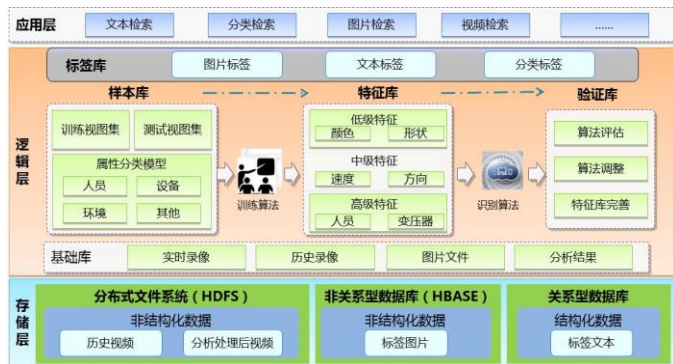 应用层
文本检索 分类检索 图片检索 视频检索 ......
逻辑层
标签库 图片标签 文本标签 分类标签
样本库 特征库 验证库
训练视图集 测试视图集
属性分类模型
人员 设备
环境 其他
训练算法
低级特征
颜色 形状
中级特征
速度 方向
高级特征
人员 变压器
识别算法
算法评估
算法调整
特征库完善
基础库 实时录像 历史录像 图片文件 分析结果
存储层
分布式文件系统（HDFS）
非结构化数据
历史视频 分析处理后视频
非关系型数据库（HBASE）
非结构化数据
标签图片
关系型数据库
结构化数据
标签文本